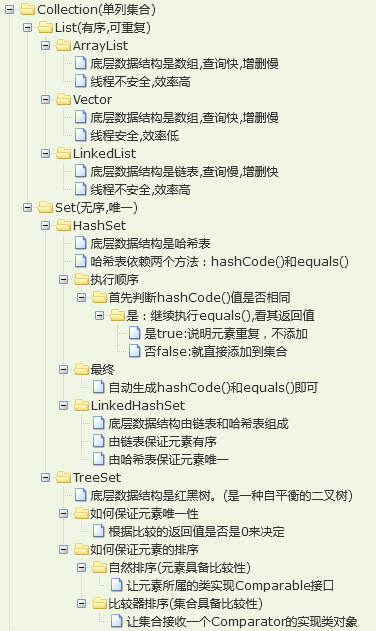 Collection(单列集合)
List(有序,可重复)
ArrayList
底层数据结构是数组,查询快,增删慢
线程不安全,效率高
Vector
底层数据结构是数组,查询快,增删慢
线程安全,效率低
LinkedList
底层数据结构是链表,查询慢,增删快
线程不安全,效率高
Set(无序,唯一)
HashSet
底层数据结构是哈希表
哈希表依赖两个方法：hashCode()和equals()
执行顺序
首先判断hashCode()值是否相同
是：继续执行equals(),看其返回值
是true:说明元素重复，不添加
否false:就直接添加到集合
最终
自动生成hashCode()和equals()即可
LinkedHashSet
底层数据结构由链表和哈希表组成
由链表保证元素有序
由哈希表保证元素唯一
TreeSet
底层数据结构是红黑树。(是一种自平衡的二叉树)
如何保证元素唯一性
根据比较的返回值是否是0来决定
如何保证元素的排序
自然排序(元素具备比较性)
让元素所属的类实现Comparable接口
比较器排序(集合具备比较性)
让集合接收一个Comparator的实现类对象